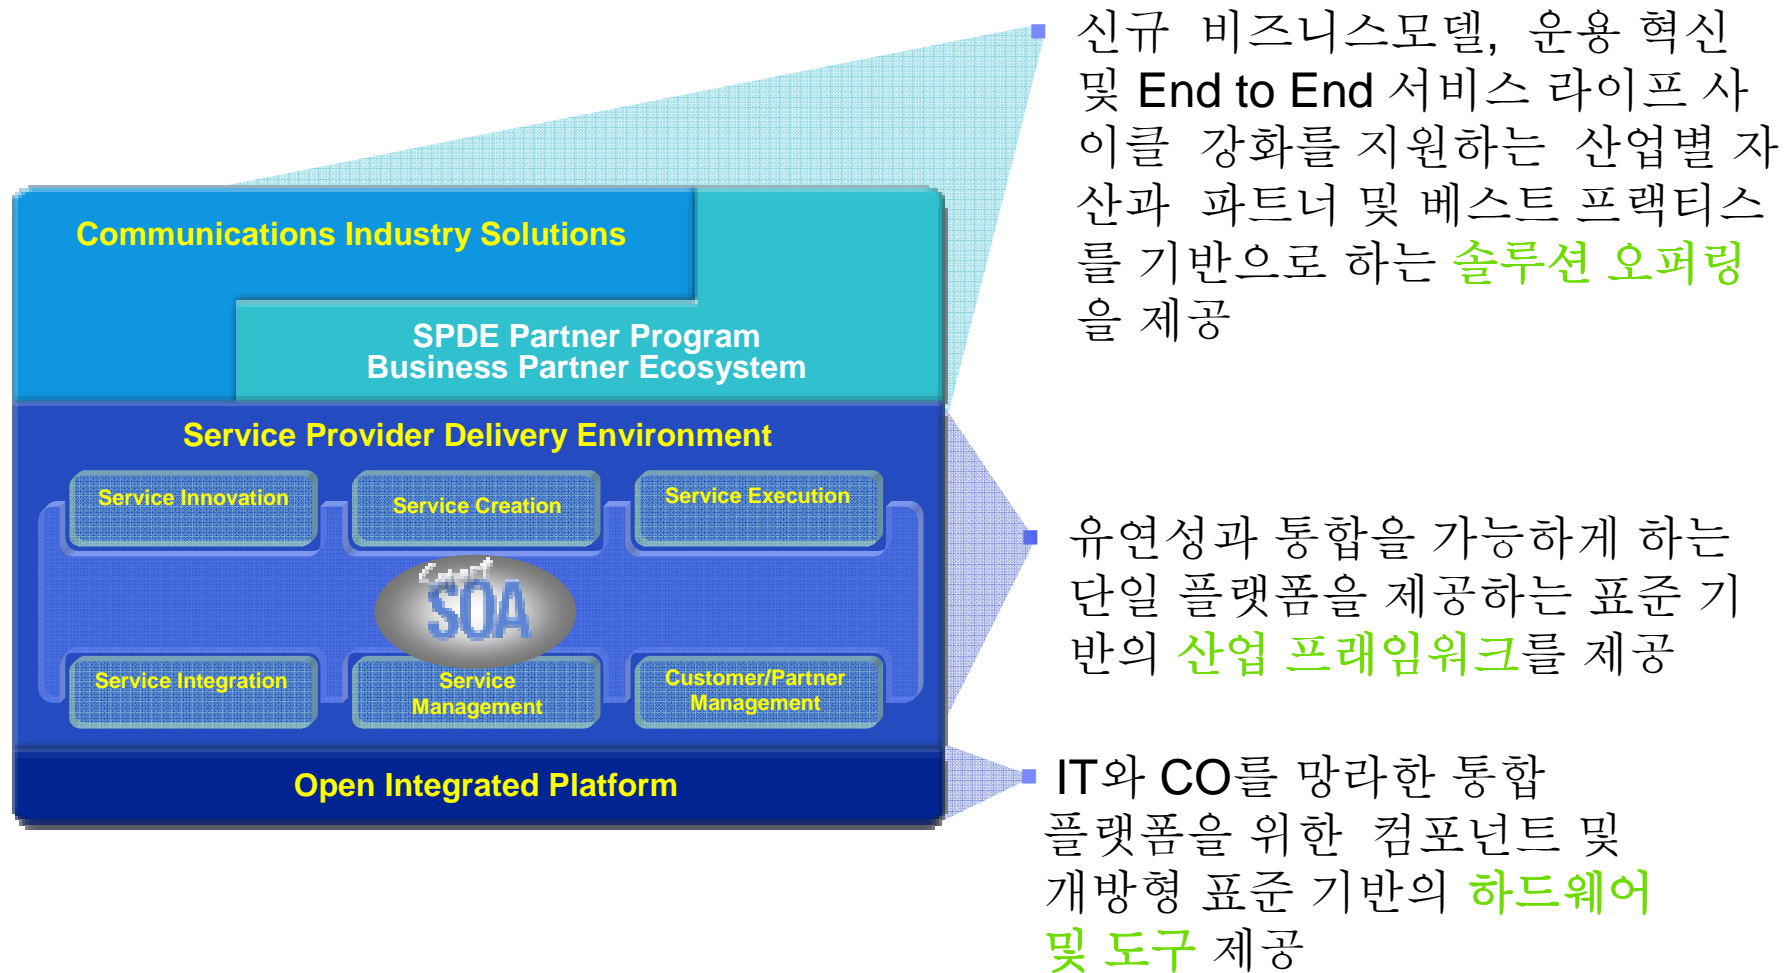 Communications Industry Solutions
SPDE Partner Program
Business Partner Ecosystem
Service Provider Delivery Environment
Service Innovation
Service Creation
Service Execution
SOA
Service Integration
Service
Management
Customer/Partner
Management
Open Integrated Platform
신규 비즈니스모델, 운용 혁신
및 End to End 서비스 라이프 사
이클 강화를 지원하는 산업별 자
산과 파트너 및 베스트 프랙티스
를 기반으로 하는 솔루션 오퍼링
을 제공
유연성과 통합을 가능하게 하는
단일 플랫폼을 제공하는 표준 기
반의 산업 프래임워크를 제공
IT와 CO를 망라한 통합
플랫폼을 위한 컴포넌트 및
개방형 표준 기반의 하드웨어
및 도구 제공